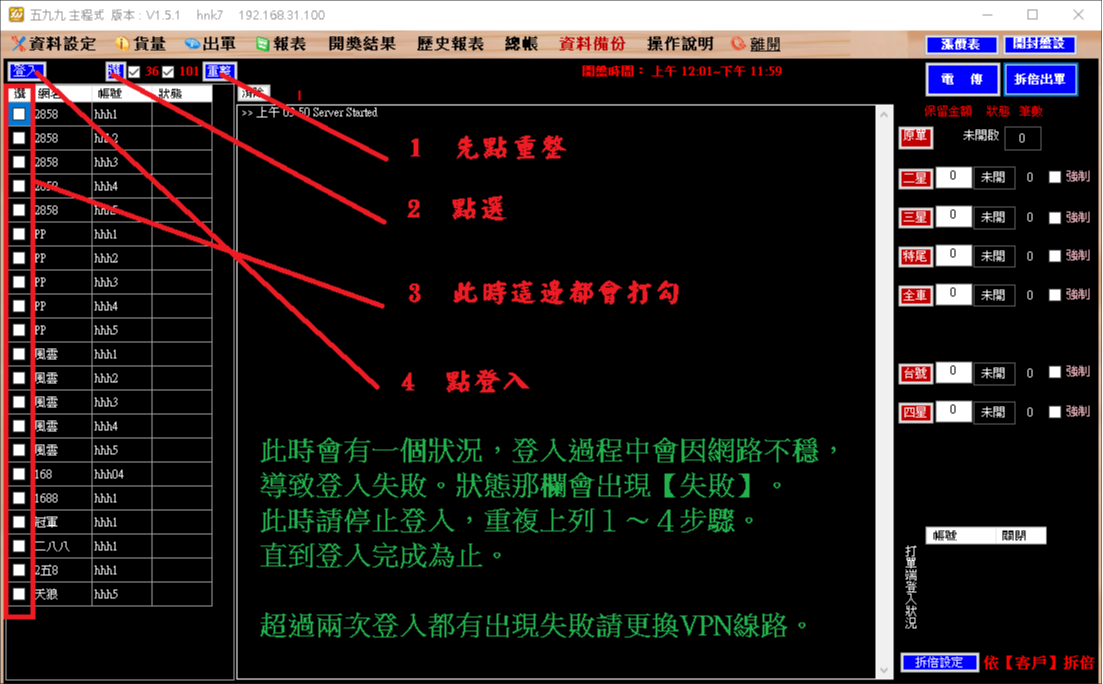 五九九 主程式 版本：V1.5.1 hnk7 192.168.31.100
資料設定 貨量 出單 報表 開獎結果 歷史報表 總帳 資料備份 操作說明 離開
漲價表 開封盤設
登入 選 36 101 重整
開盤時間： 上午 12:01~下午 11:59
電 傳 拆倍出單
選 網名 帳號 狀態
清除
保留金額 狀態 筆數
2858 hhh1
>> 上午 09:50 Server Started
原單 未開啟 0
2858 hhh2
1 先點重整
2858 hhh3
二星 0 未開 0 強制
2858 hhh4
2858 hhh5
2 點選
三星 0 未開 0 強制
PP hhh1
PP hhh2
特尾 0 未開 0 強制
PP hhh3
3 此時這邊都會打勾
全車 0 未開 0 強制
PP hhh4
PP hhh5
風雲 hhh1
台號 0 未開 0 強制
風雲 hhh2
4 點登入
風雲 hhh3
四星 0 未開 0 強制
風雲 hhh4
風雲 hhh5
此時會有一個狀況，登入過程中會因網路不穩，
168 hhh04
導致登入失敗。狀態那欄會出現【失敗】。
1688 hhh1
冠軍 hhh1
此時請停止登入，重複上列１～４步驟。
帳號 關閉
二八八 hhh1
直到登入完成為止。
2五8 hhh1
天狼 hhh5
打單端登入狀況
超過兩次登入都有出現失敗請更換VPN線路。
拆倍設定 依【客戶】拆倍